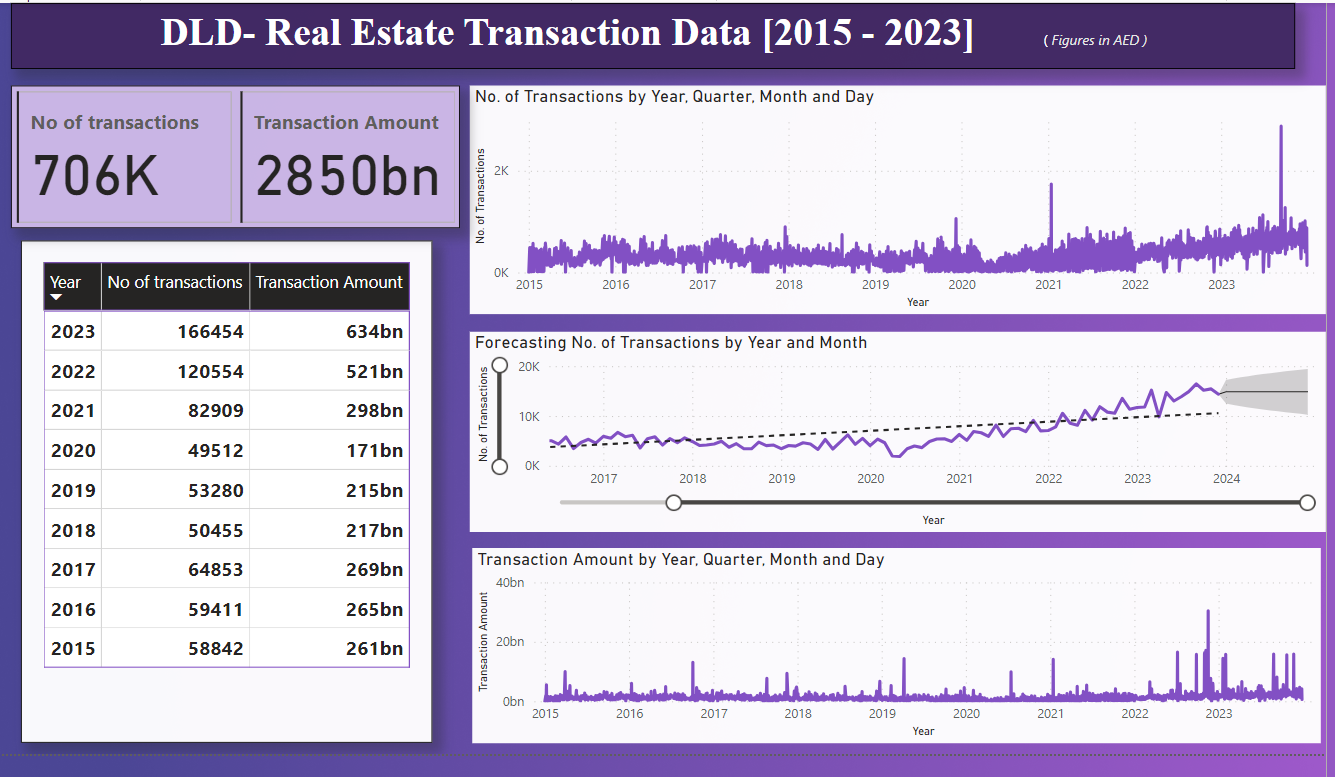 DLD- Real Estate Transaction Data [2015 - 2023] ( Figures in AED )
No of transactions
706K
Transaction Amount
2850bn
Year No of transactions Transaction Amount
2023 166454 634bn
2022 120554 521bn
2021 82909 298bn
2020 49512 171bn
2019 53280 215bn
2018 50455 217bn
2017 64853 269bn
2016 59411 265bn
2015 58842 261bn
No. of Transactions by Year, Quarter, Month and Day
No. of Transactions
2K
0K
2015 2016 2017 2018 2019 2020 2021 2022 2023
Year
Forecasting No. of Transactions by Year and Month
No. of Transactions
20K
10K
0K
2017 2018 2019 2020 2021 2022 2023 2024
Year
Transaction Amount by Year, Quarter, Month and Day
Transaction Amount
40bn
20bn
0bn
2015 2016 2017 2018 2019 2020 2021 2022 2023
Year